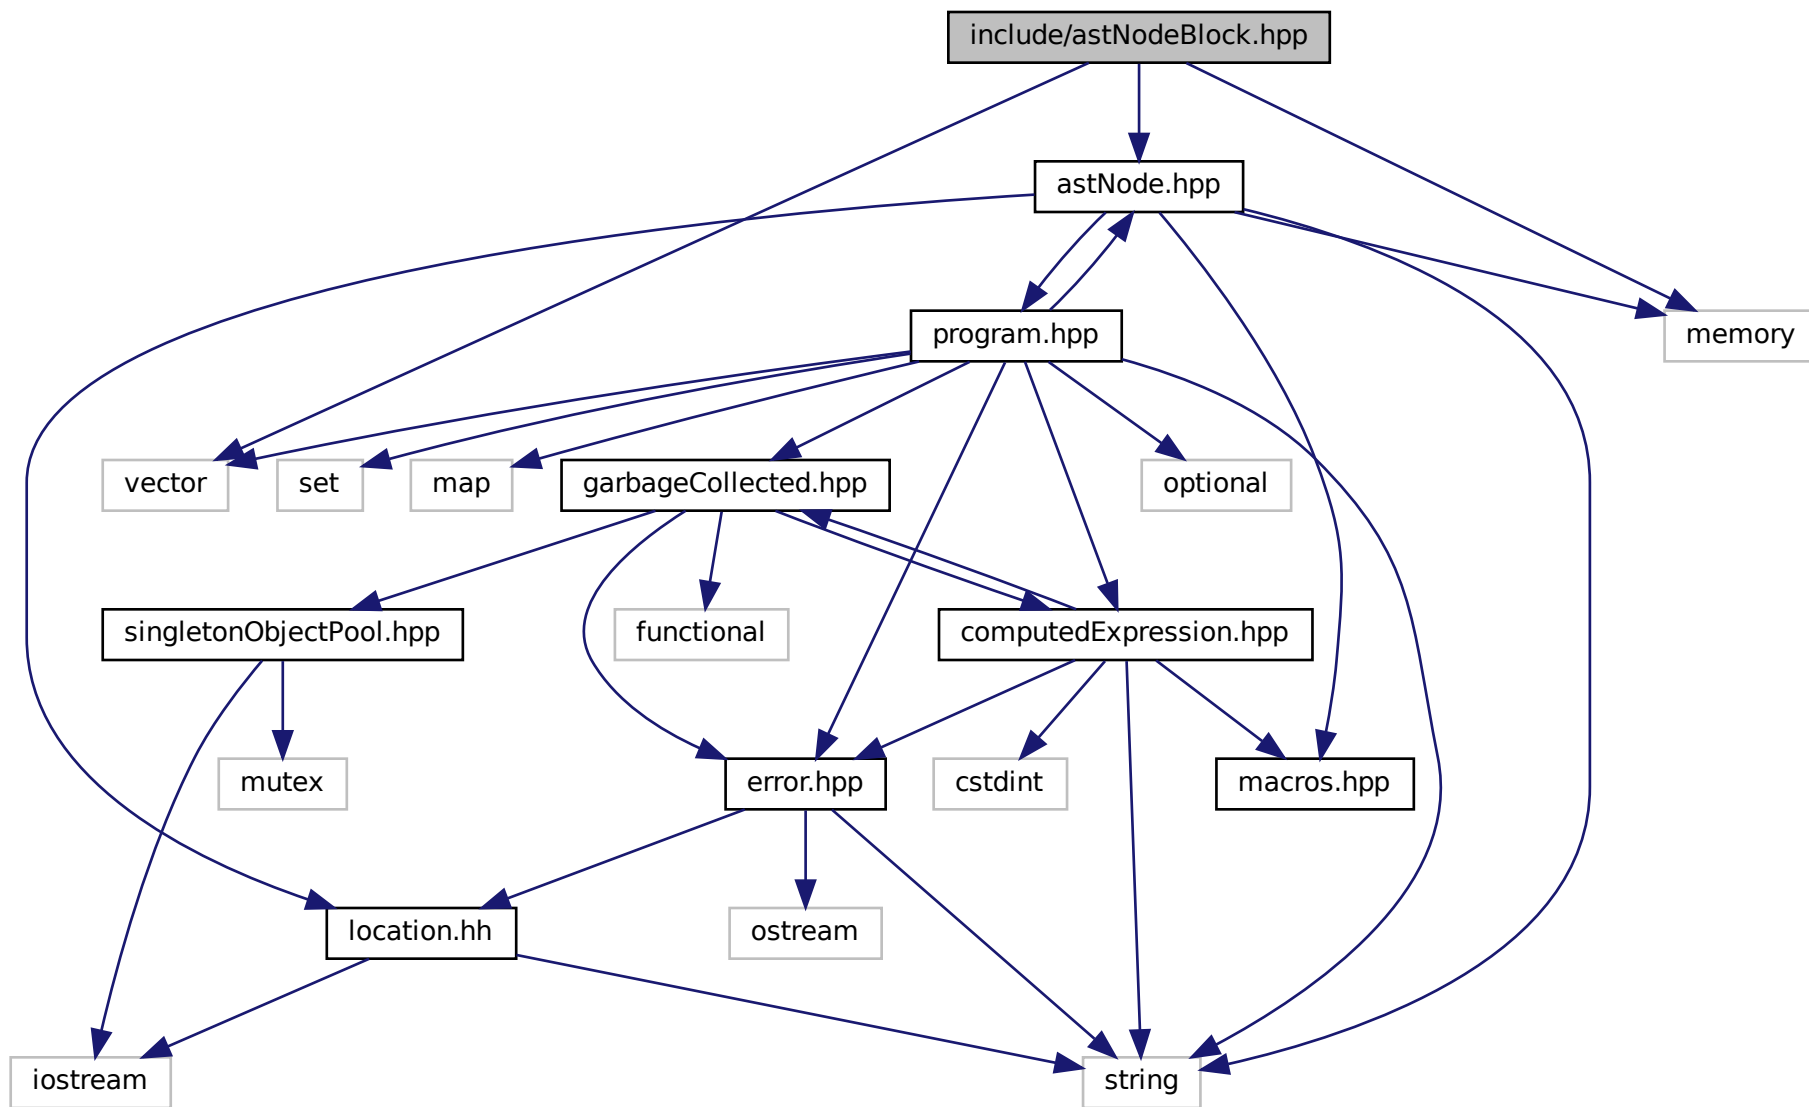 include/astNodeBlock.hpp
astNode.hpp
program.hpp
memory
vector
set
map
garbageCollected.hpp
optional
singletonObjectPool.hpp
functional
computedExpression.hpp
mutex
error.hpp
cstdint
macros.hpp
location.hh
ostream
iostream
string